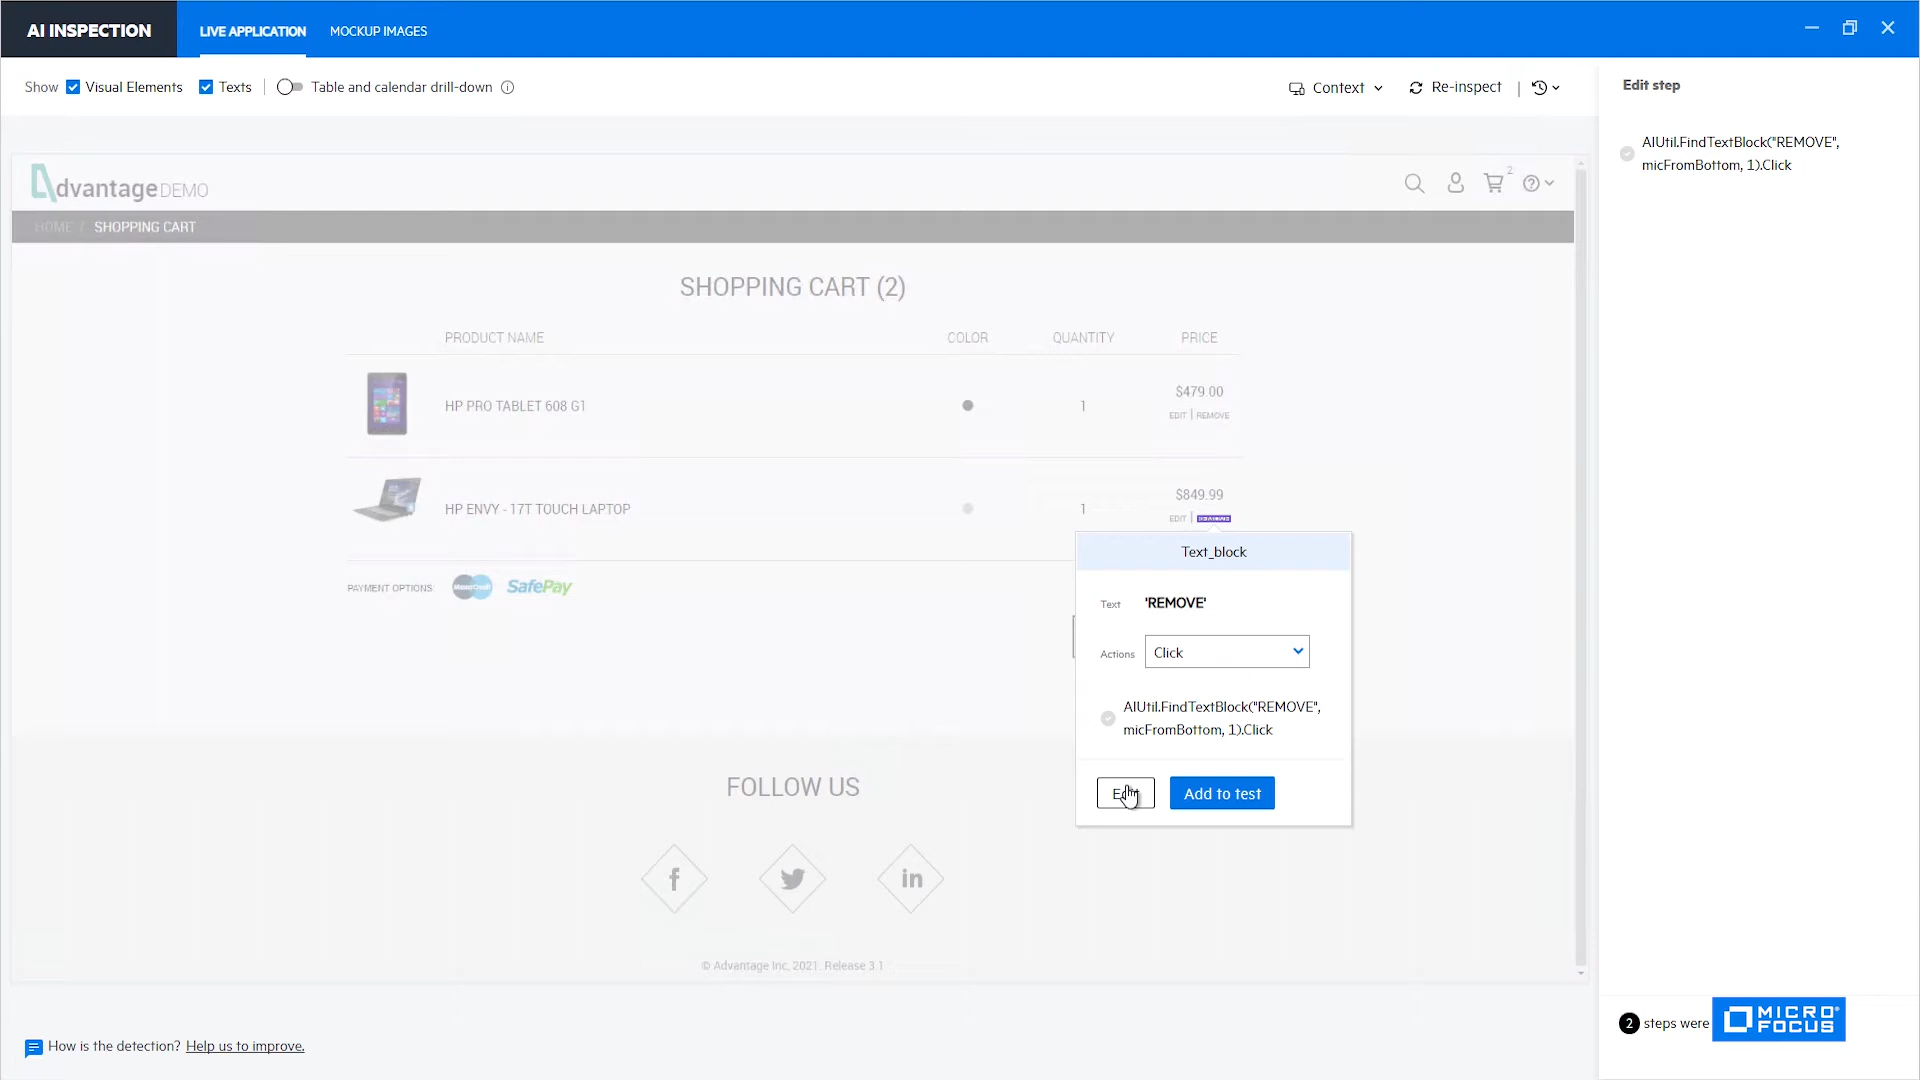 AI INSPECTION
LIVE APPLICATION
MOCKUP IMAGES
Show
Visual Elements
Texts
Table and calendar drill-down
Context
Re-inspect
Edit step
AIUtil.FindTextBlock("REMOVE",
micFromBottom, 1).Click
AdvantageDEMO
2
HOME / SHOPPING CART
SHOPPING CART (2)
PRODUCT NAME COLOR QUANTITY PRICE
HP PRO TABLET 608 G1 1 $479.00
EDIT | REMOVE
HP ENVY - 17T TOUCH LAPTOP 1 $849.99
EDIT |
PAYMENT OPTIONS:
MasterCredit
SafePay
Text_block
Text 'REMOVE'
Actions Click
AIUtil.FindTextBlock("REMOVE",
micFromBottom, 1).Click
Add to test
FOLLOW US
f
in
© Advantage Inc, 2021. Release 3.1
How is the detection? Help us to improve.
2 steps were
MICRO
FOCUS